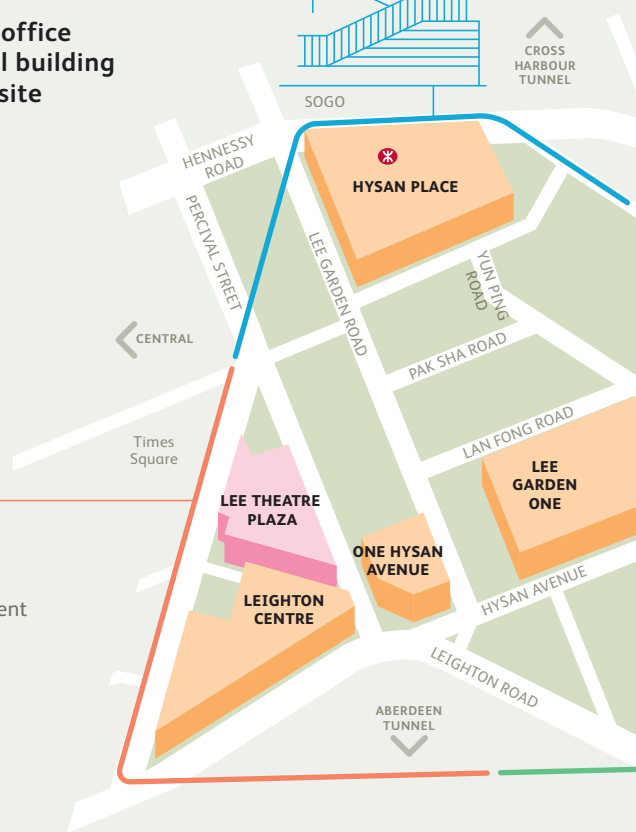 office
l building
site
CROSS
HARBOUR
TUNNEL
SOGO
HENNESSY
ROAD
HYSAN PLACE
PERCIVAL STREET
LEE GARDEN ROAD
YUN PING
ROAD
CENTRAL
PAK SHA ROAD
LAN FONG ROAD
Times
Square
LEE
GARDEN
ONE
LEE THEATRE
PLAZA
ONE HYSAN
AVENUE
HYSAN AVENUE
ent
LEIGHTON
CENTRE
LEIGHTON ROAD
ABERDEEN
TUNNEL